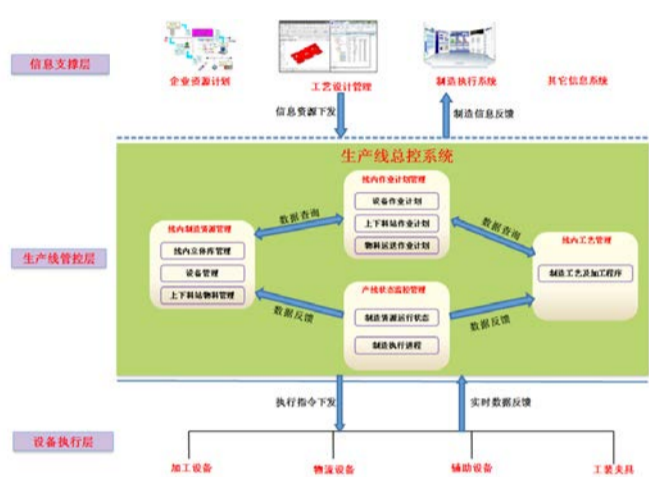 信息支撑层
企业资源计划
工艺设计管理
制造执行系统
其它信息系统
信息资源下发
制造信息反馈
生产线总控系统
生产线管控层
线内作业计划管理
设备作业计划
上下料站作业计划
物料运送作业计划
数据查询
数据查询
线内制造资源管理
线内立体库管理
设备管理
上下料站物料管理
线内工艺管理
制造工艺及加工程序
产线状态监控管理
制造资源运行状态
制造执行进程
数据反馈
数据反馈
执行指令下发
实时数据反馈
设备执行层
加工设备
物流设备
辅助设备
工装夹具